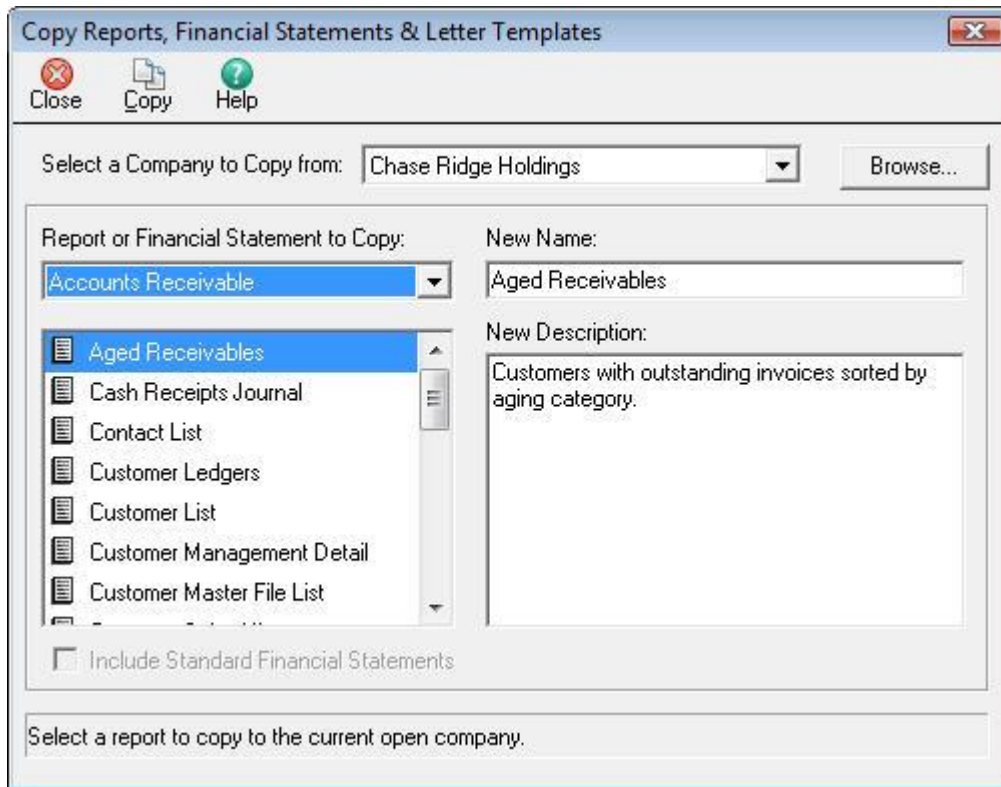 Copy Reports, Financial Statements & Letter Templates
Close Copy Help
Select a Company to Copy from: Chase Ridge Holdings Browse...
Report or Financial Statement to Copy:
Accounts Receivable
Aged Receivables
Cash Receipts Journal
Contact List
Customer Ledgers
Customer List
Customer Management Detail
Customer Master File List
New Name:
Aged Receivables
New Description:
Customers with outstanding invoices sorted by
aging category.
Include Standard Financial Statements
Select a report to copy to the current open company.